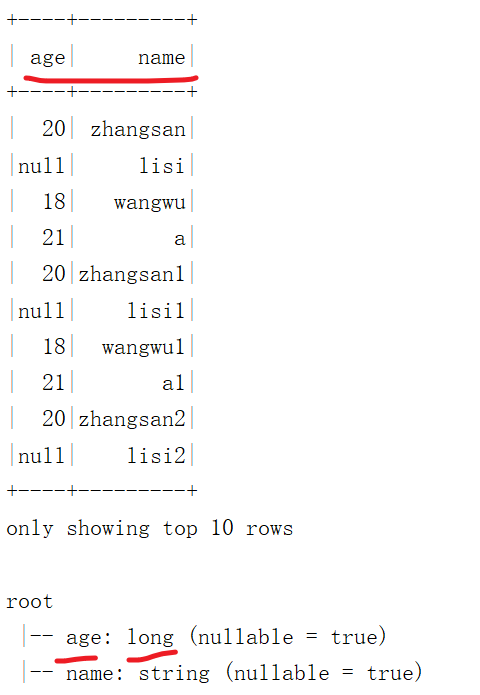 +----+---------+
| age|     name|
+----+---------+
|  20| zhangsan|
|null|     lisi|
|  18|   wangwu|
|  21|        a|
|  20|zhangsan1|
|null|    lisi1|
|  18|  wangwu1|
|  21|       a1|
|  20|zhangsan2|
|null|    lisi2|
+----+---------+
only showing top 10 rows
root
 |-- age: long (nullable = true)
 |-- name: string (nullable = true)